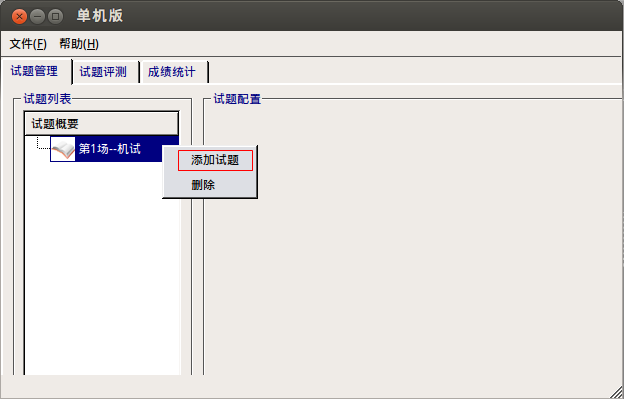 单机版
文件(F) 帮助(H)
试题管理 试题评测 成绩统计
试题列表 试题配置
试题概要
第1场--机试
添加试题
删除